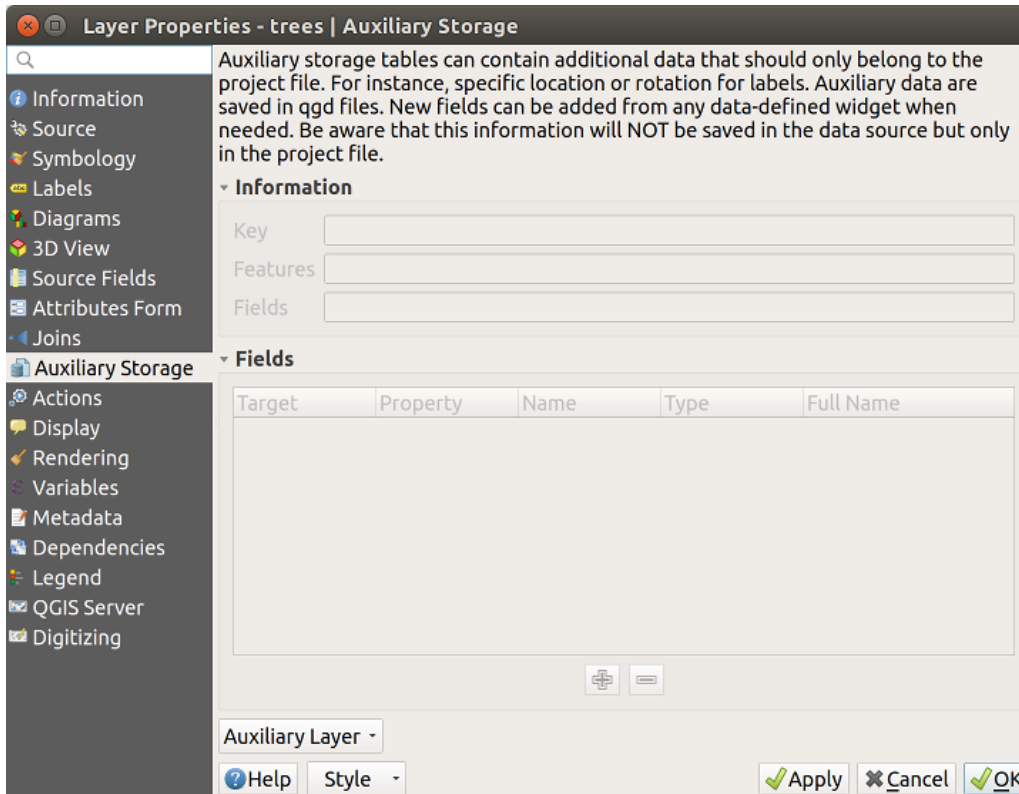 Layer Properties - trees | Auxiliary Storage
Information
Source
Symbology
abc Labels
Diagrams
3D View
Source Fields
Attributes Form
Joins
Auxiliary Storage
Actions
Display
Rendering
Variables
Metadata
Dependencies
Legend
QGIS Server
Digitizing
Auxiliary storage tables can contain additional data that should only belong to the
project file. For instance, specific location or rotation for labels. Auxiliary data are
saved in qgd files. New fields can be added from any data-defined widget when
needed. Be aware that this information will NOT be saved in the data source but only
in the project file.
Information
Key
Features
Fields
Fields
Target Property Name Type Full Name
Auxiliary Layer
Help Style Apply Cancel OK